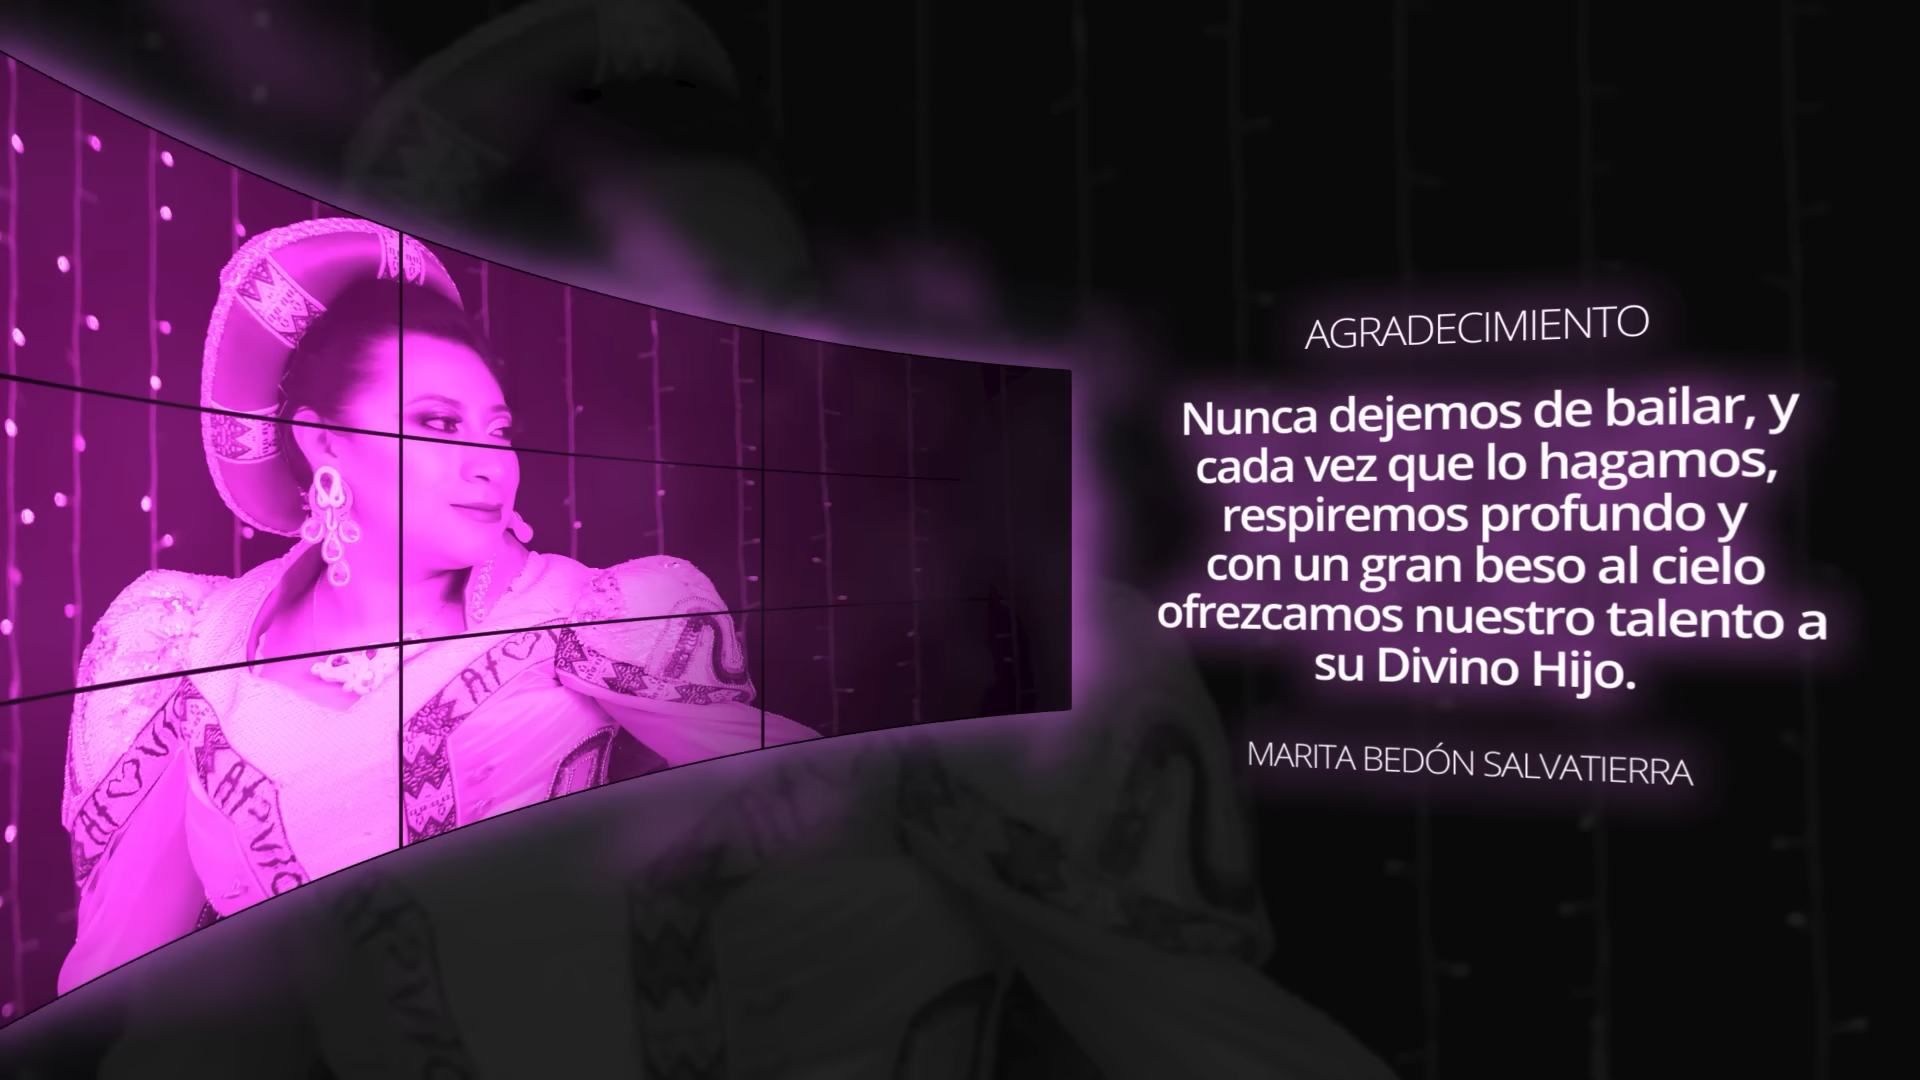 AGRADECIMIENTO
Nunca dejemos de bailar, y
cada vez que lo hagamos,
respiremos profundo y
con un gran beso al cielo
ofrezcamos nuestro talento a
su Divino Hijo.
MARITA BEDÓN SALVATIERRA